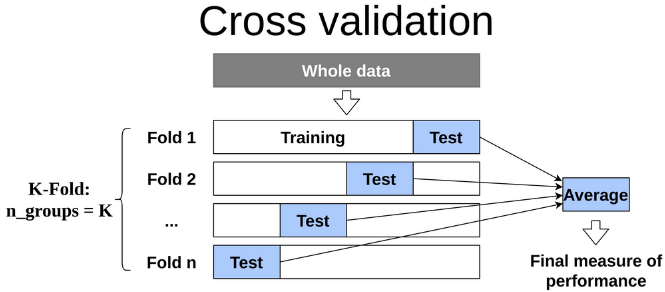 Cross validation
Whole data
Fold 1
Training
Test
Fold 2
Test
K-Fold:
n_groups = K
Average
...
Test
Fold n
Test
Final measure of
performance